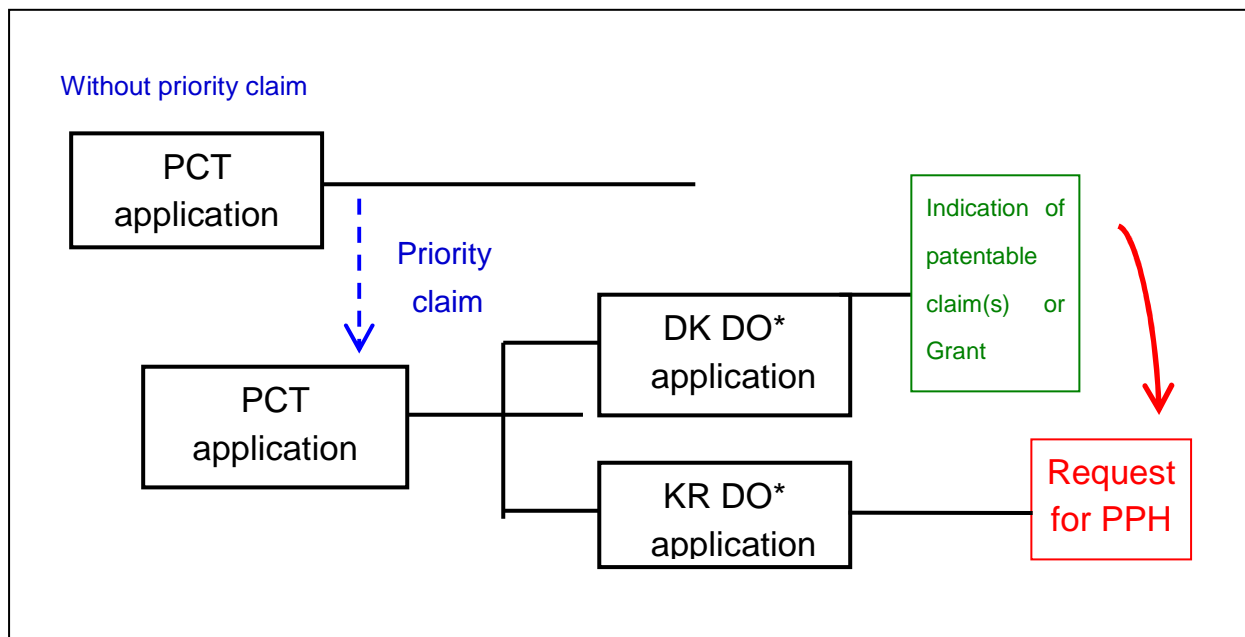 Without priority claim
PCT
application
Priority
claim
PCT
application
DK DO*
application
KR DO*
application
Indication of
patentable
claim(s) or
Grant
Request
for PPH